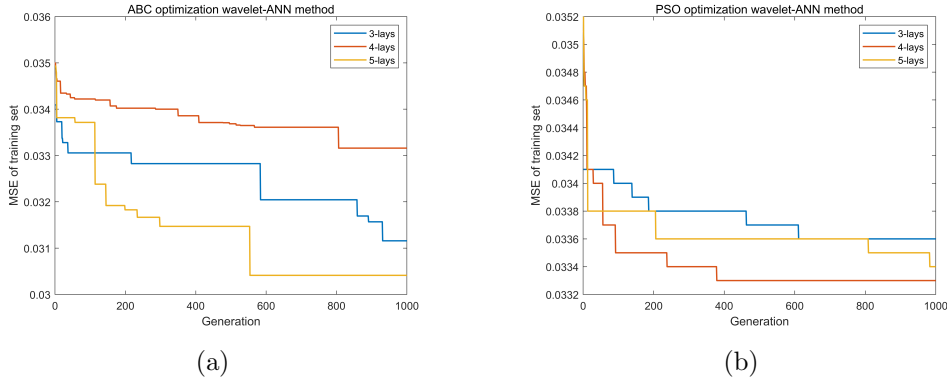 ABC optimization wavelet-ANN method
0.036
0.035
0.034
0.033
0.032
0.031
0.03
MSE of training set
3-lays
4-lays
5-lays
0 200 400 600 800 1000
Generation
(a)
PSO optimization wavelet-ANN method
0.0352
0.035
0.0348
0.0346
0.0344
0.0342
0.034
0.0338
0.0336
0.0334
0.0332
MSE of training set
3-lays
4-lays
5-lays
0 200 400 600 800 1000
Generation
(b)